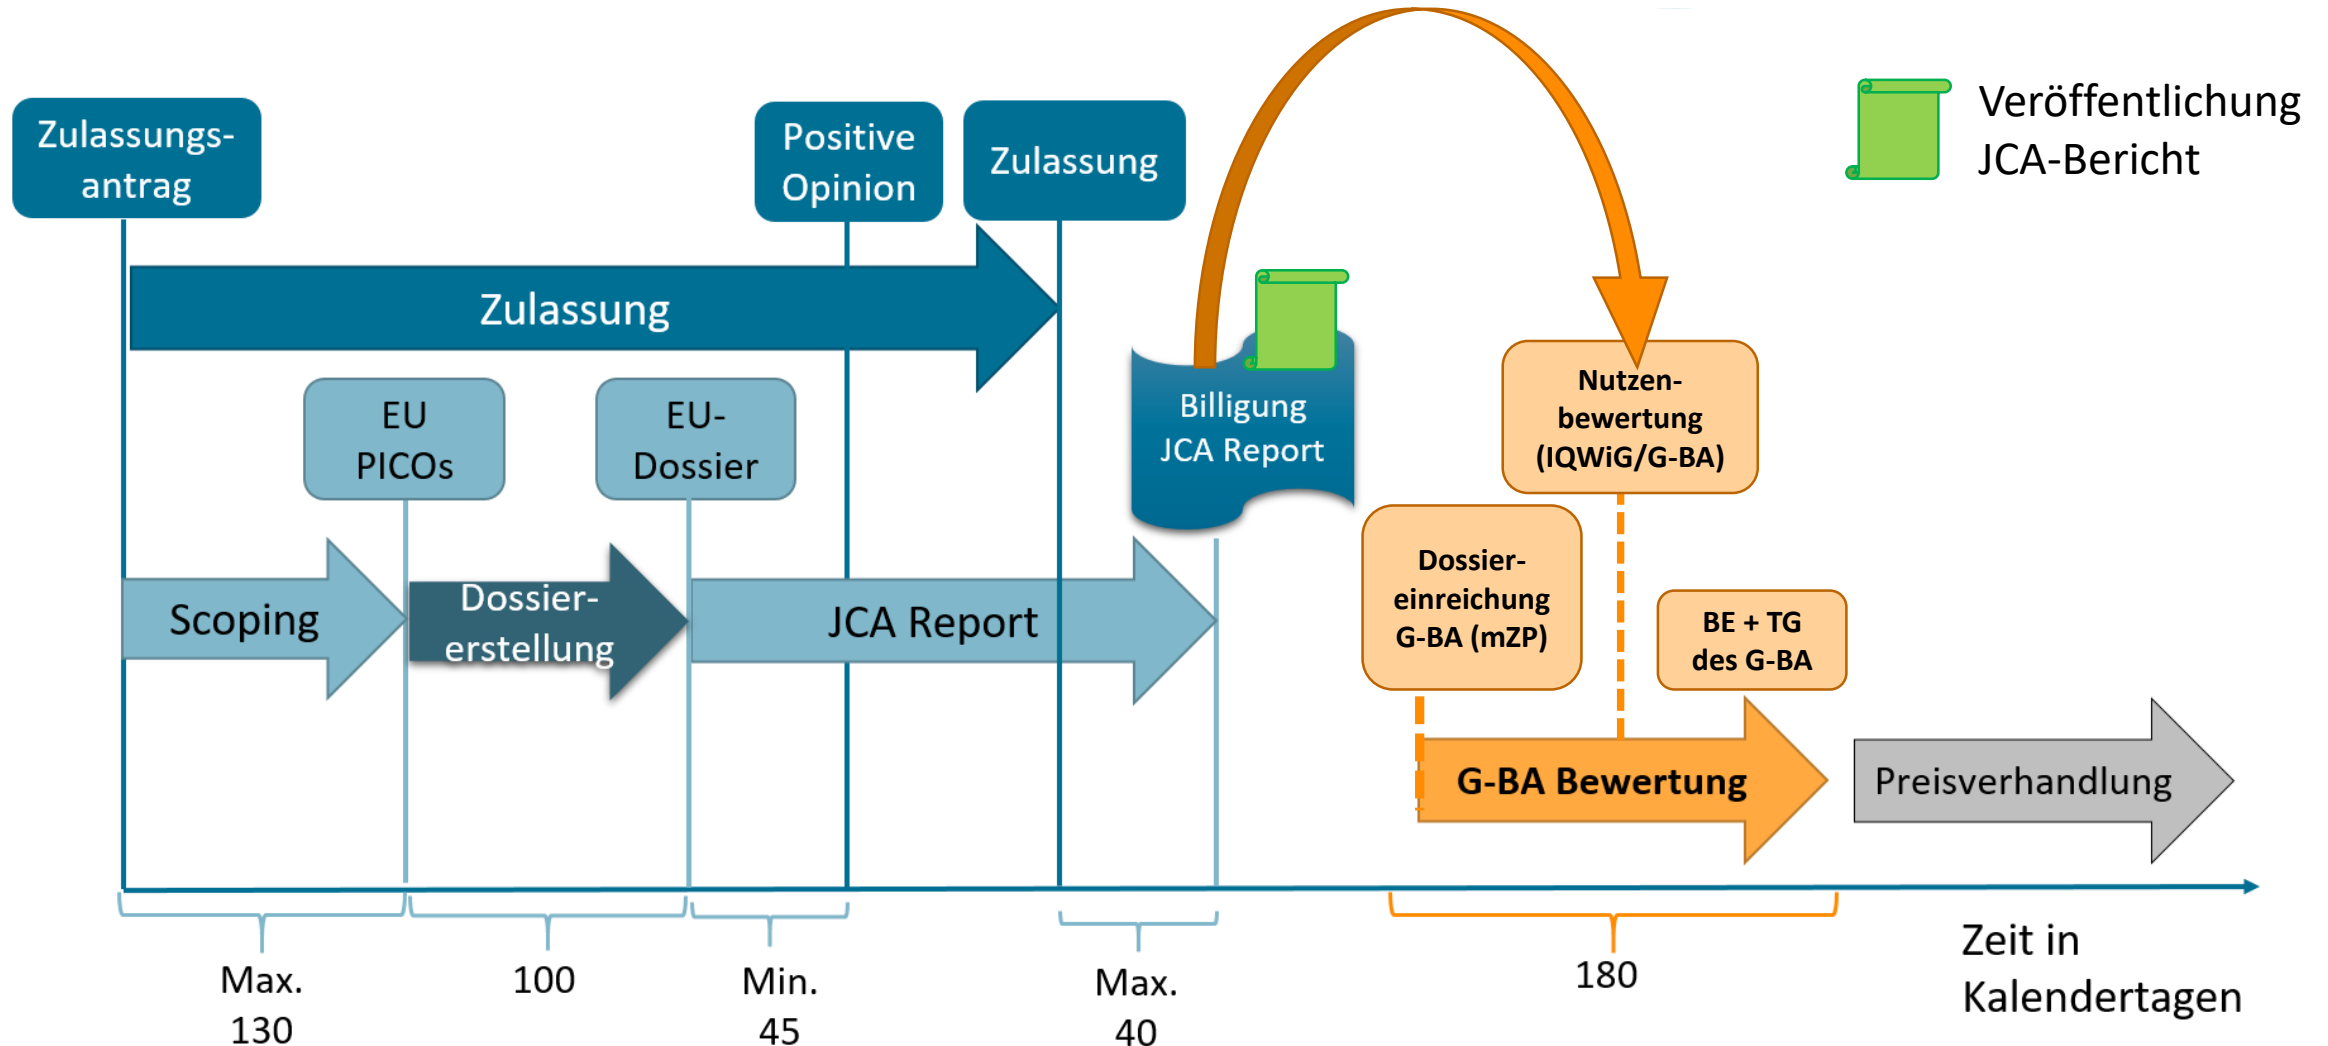 Zulassungs-
antrag
Positive
Opinion
Zulassung
Veröffentlichung
JCA-Bericht
Zulassung
EU
PICOs
EU-
Dossier
Billigung
JCA Report
Nutzen-
bewertung
(IQWiG/G-BA)
Scoping
Dossier-
erstellung
JCA Report
Dossier-
einreichung
G-BA (mZP)
BE + TG
des G-BA
G-BA Bewertung
Preisverhandlung
Max.
130
100
Min.
45
Max.
40
180
Zeit in
Kalendertagen